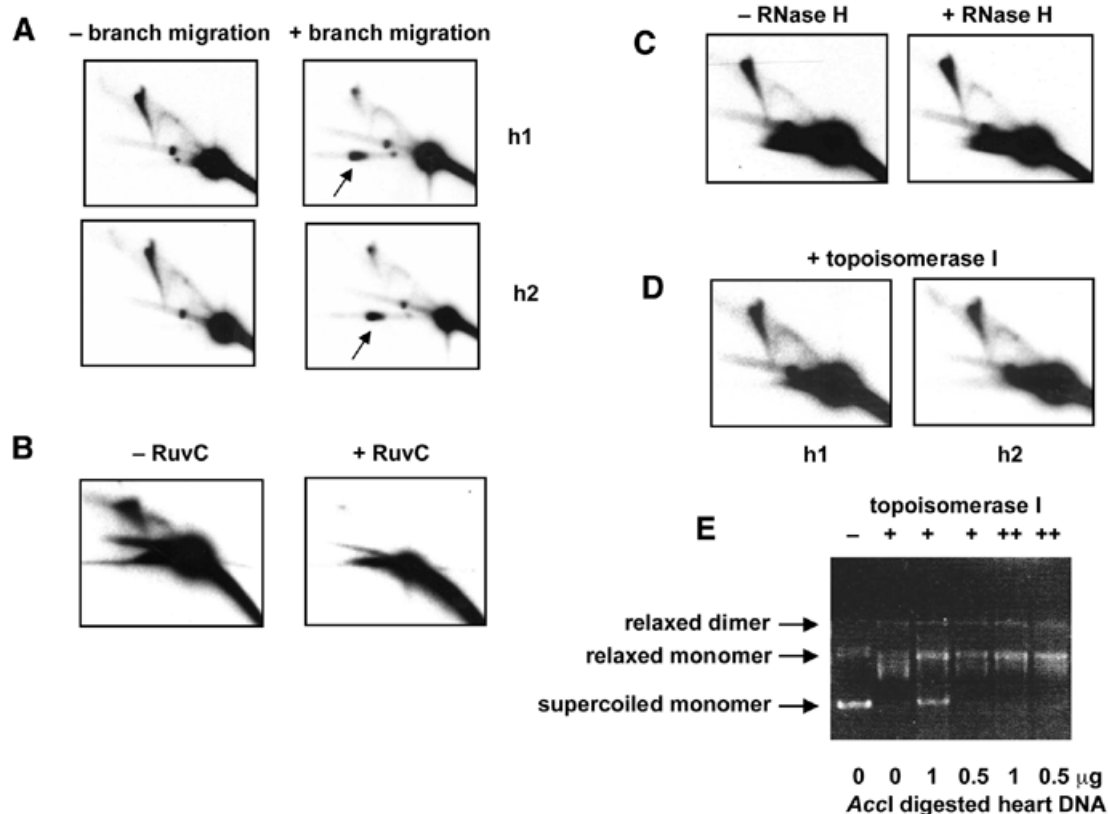 A
– branch migration + branch migration
h1
h2
B
– RuvC + RuvC
C
– RNase H + RNase H
D
+ topoisomerase I
h1 h2
E
topoisomerase I
– + + + ++ ++
relaxed dimer
relaxed monomer
supercoiled monomer
0 0 1 0.5 1 0.5 μg
AccI digested heart DNA